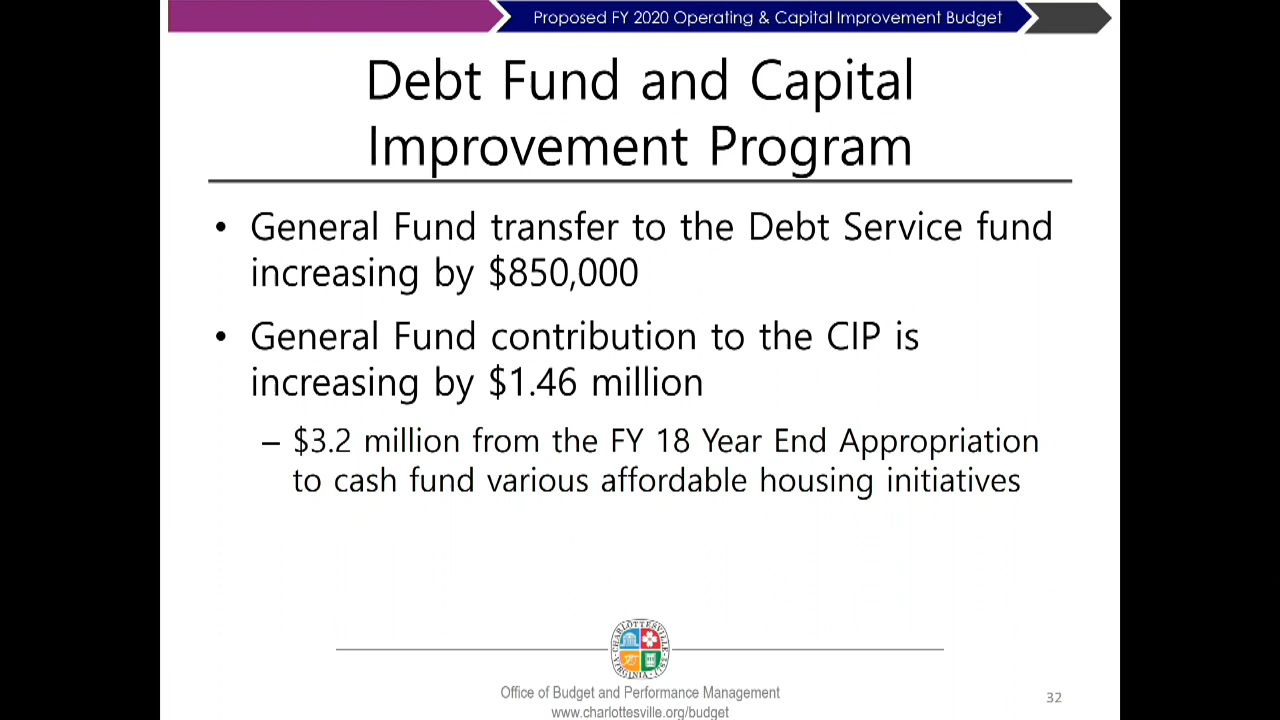 Proposed FY 2020 Operating & Capital Improvement Budget
Debt Fund and Capital
Improvement Program
• General Fund transfer to the Debt Service fund
increasing by $850,000
• General Fund contribution to the CIP is
increasing by $1.46 million
– $3.2 million from the FY 18 Year End Appropriation
to cash fund various affordable housing initiatives
CHARLOTTESVILLE
VIRGINIA
Office of Budget and Performance Management
www.charlottesville.org/budget
32